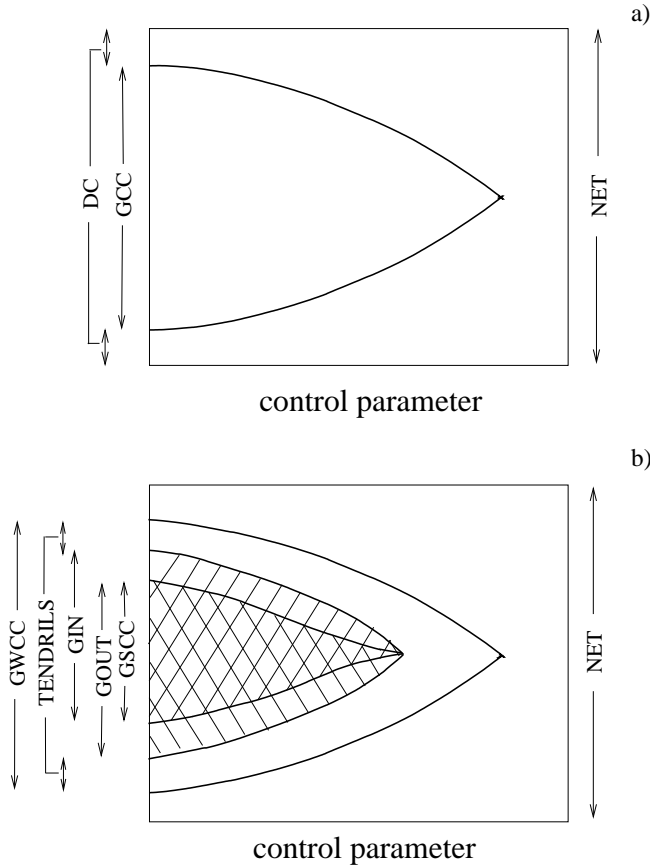 a)
DC
GCC
NET
control parameter
b)
GWCC
TENDRILS
GIN
GOUT
GSCC
NET
control parameter